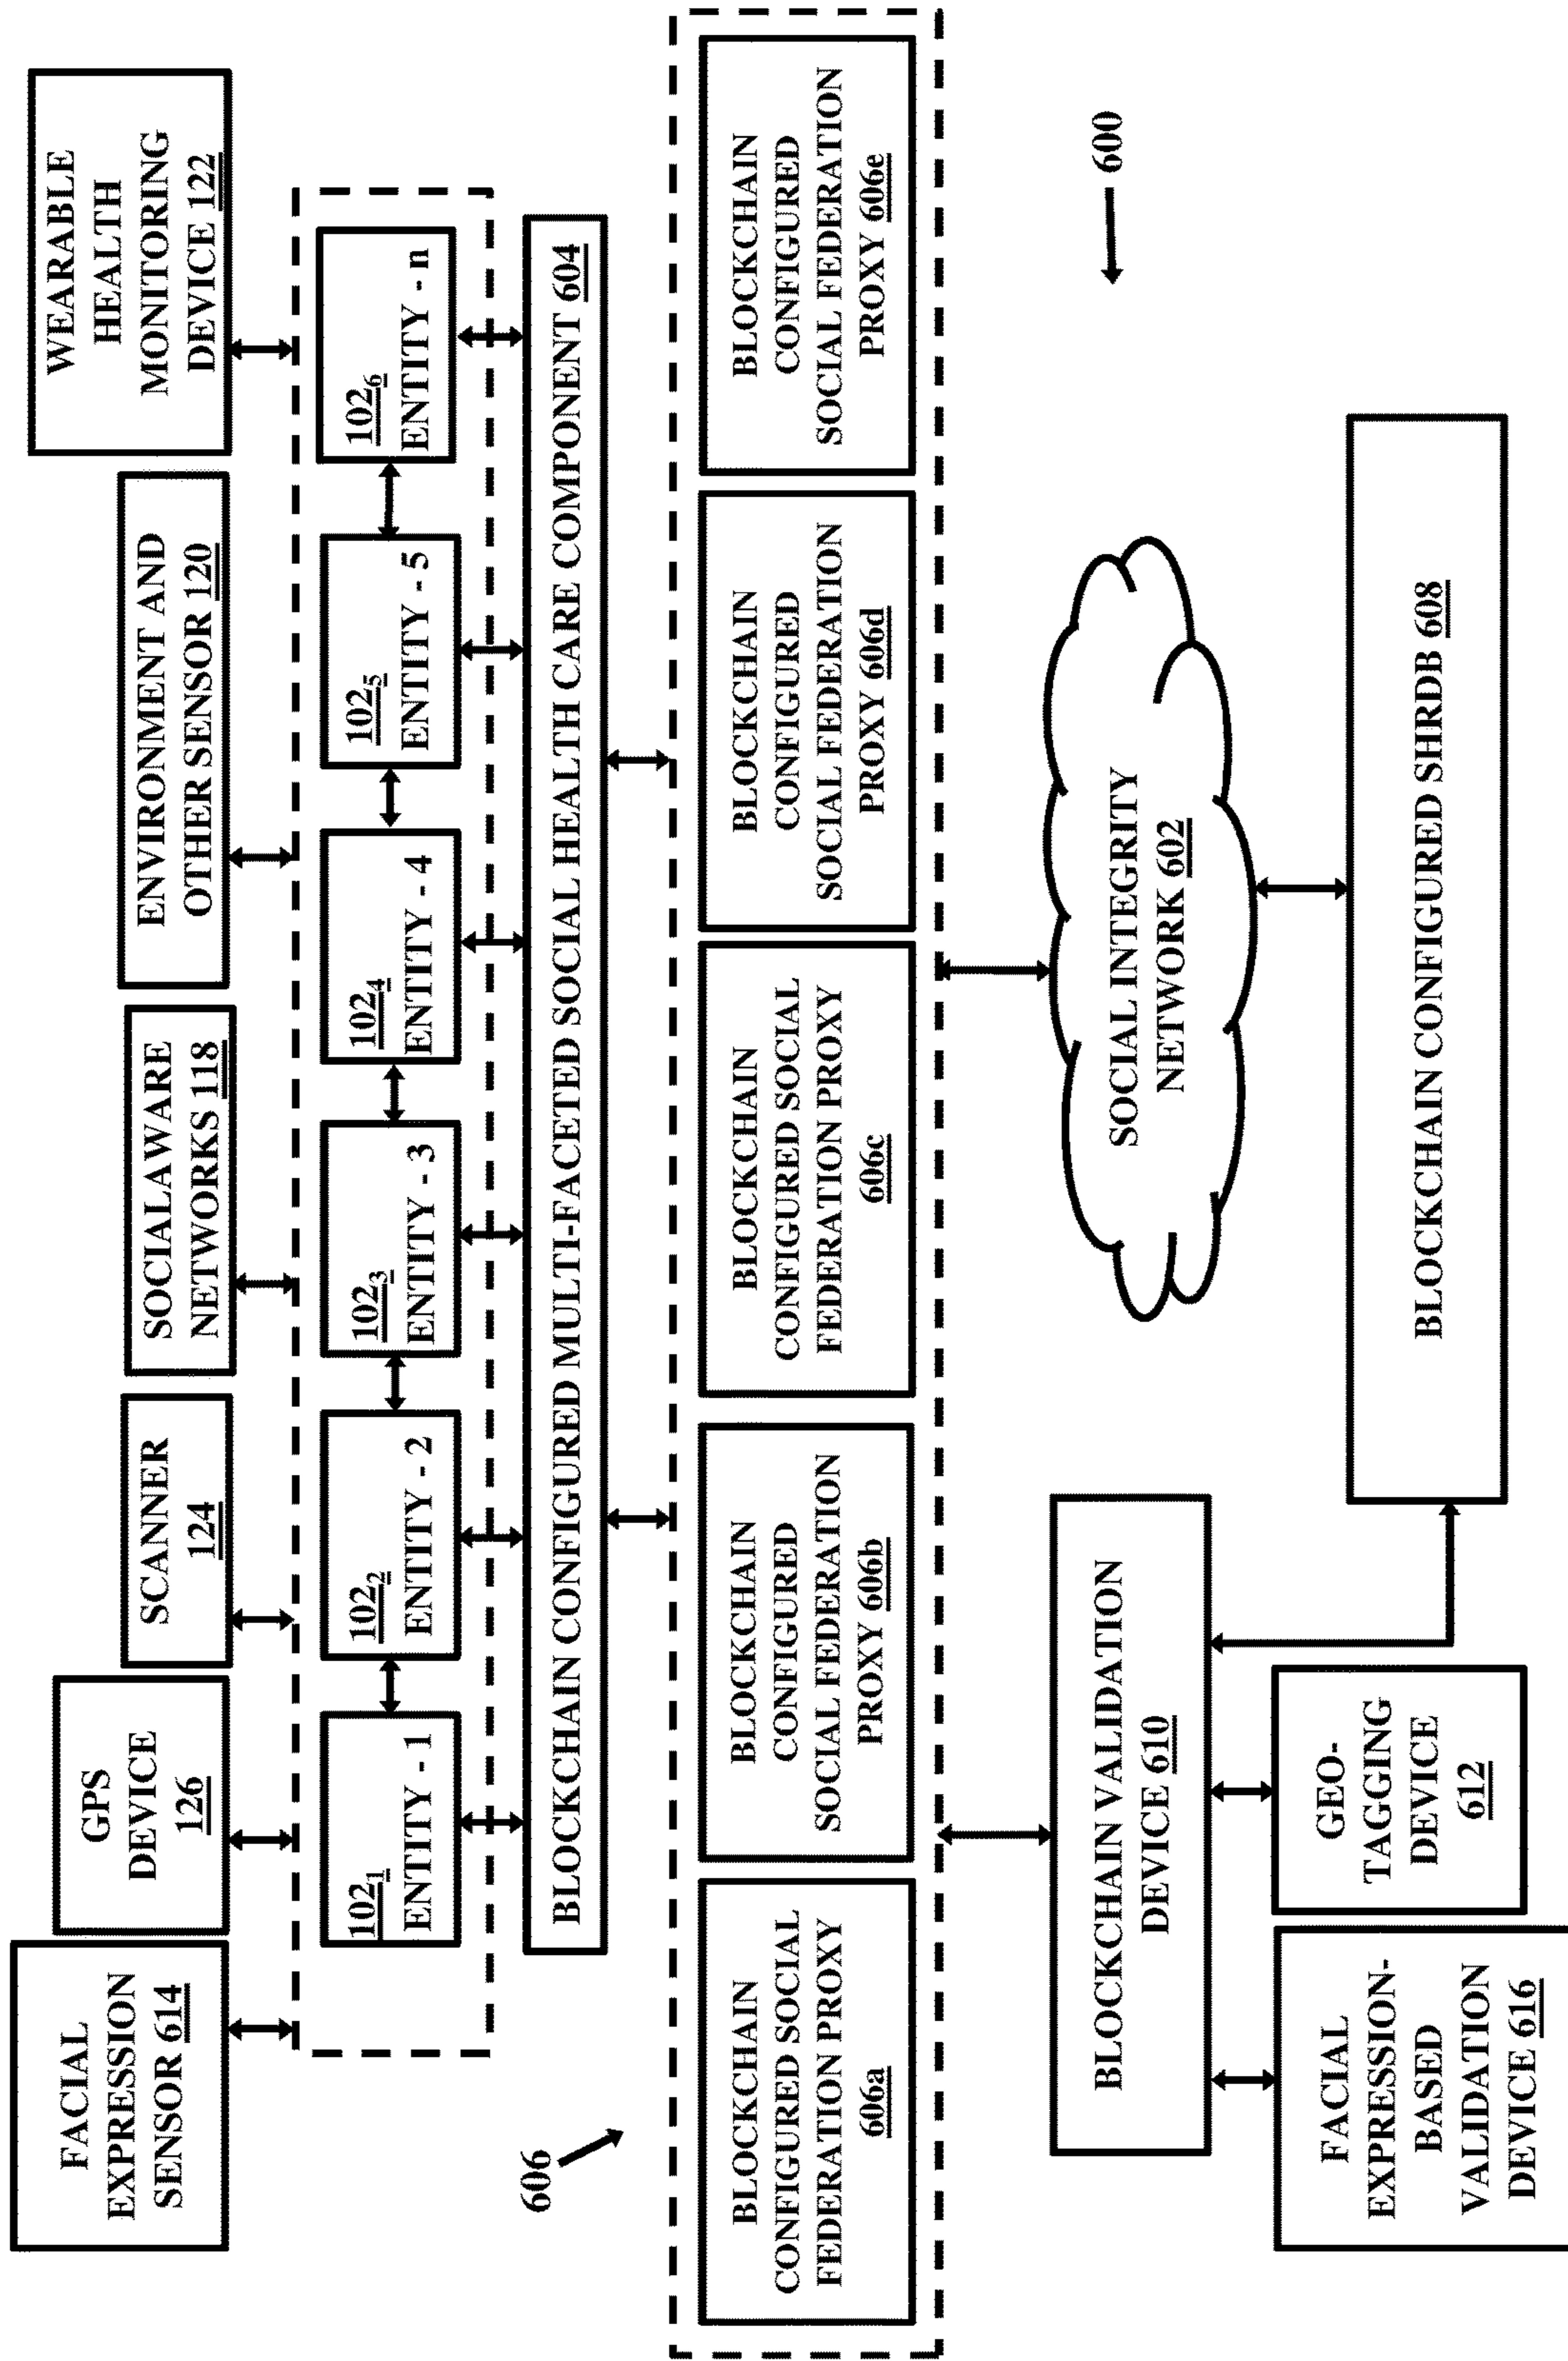 FACIAL
EXPRESSION
SENSOR 614
GPS
DEVICE
126
SCANNER
124
SOCIALAWARE
NETWORKS 118
ENVIRONMENT AND
OTHER SENSOR 120
WEARABLE
HEALTH
MONITORING
DEVICE 122
102₁
ENTITY - 1
102₂
ENTITY - 2
102₃
ENTITY - 3
102₄
ENTITY - 4
102₅
ENTITY - 5
102₆
ENTITY - n
BLOCKCHAIN CONFIGURED MULTI-FACETED SOCIAL HEALTH CARE COMPONENT 604
606
BLOCKCHAIN
CONFIGURED SOCIAL
FEDERATION PROXY
606a
BLOCKCHAIN
CONFIGURED
SOCIAL FEDERATION
PROXY 606b
BLOCKCHAIN
CONFIGURED SOCIAL
FEDERATION PROXY
606c
BLOCKCHAIN
CONFIGURED
SOCIAL FEDERATION
PROXY 606d
BLOCKCHAIN
CONFIGURED
SOCIAL FEDERATION
PROXY 606e
BLOCKCHAIN VALIDATION
DEVICE 610
SOCIAL INTEGRITY
NETWORK 602
600
FACIAL
EXPRESSION-
BASED
VALIDATION
DEVICE 616
GEO-
TAGGING
DEVICE
612
BLOCKCHAIN CONFIGURED SHRDB 608